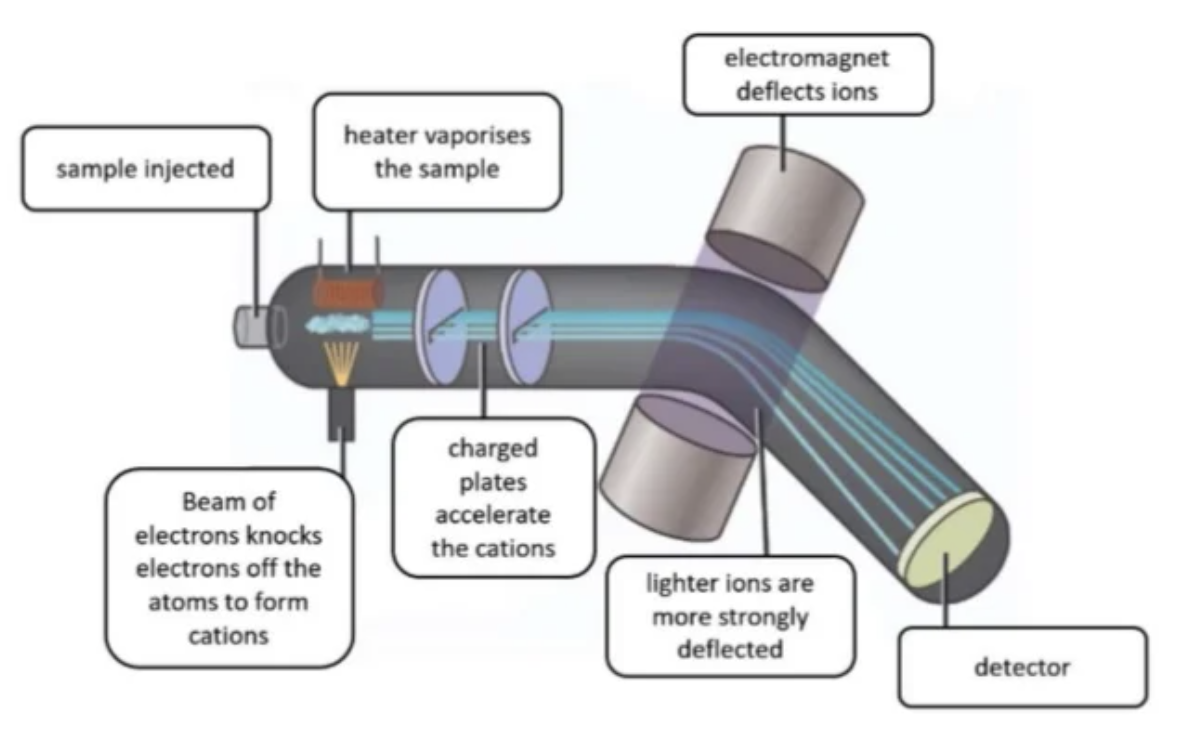 electromagnet
deflects ions
heater vaporises
the sample
sample injected
charged
plates
accelerate
the cations
Beam of
electrons knocks
electrons off the
atoms to form
cations
lighter ions are
more strongly
deflected
detector